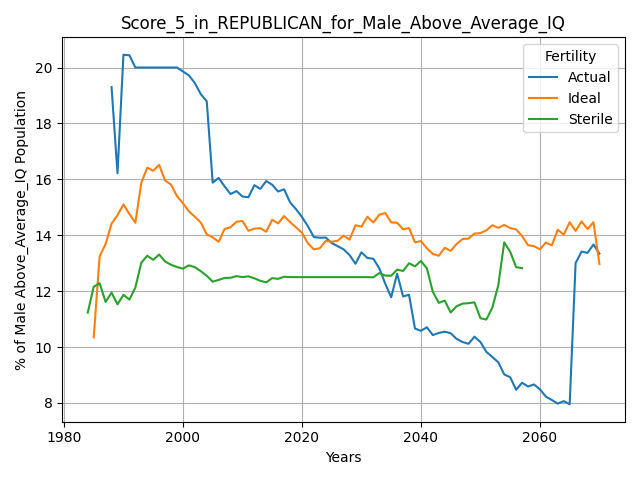 Score_5_in_REPUBLICAN_for_Male_Above_Average_IQ
% of Male Above_Average_IQ Population
20
18
16
14
12
10
8
Fertility
Actual
Ideal
Sterile
1980
2000
2020
2040
2060
Years